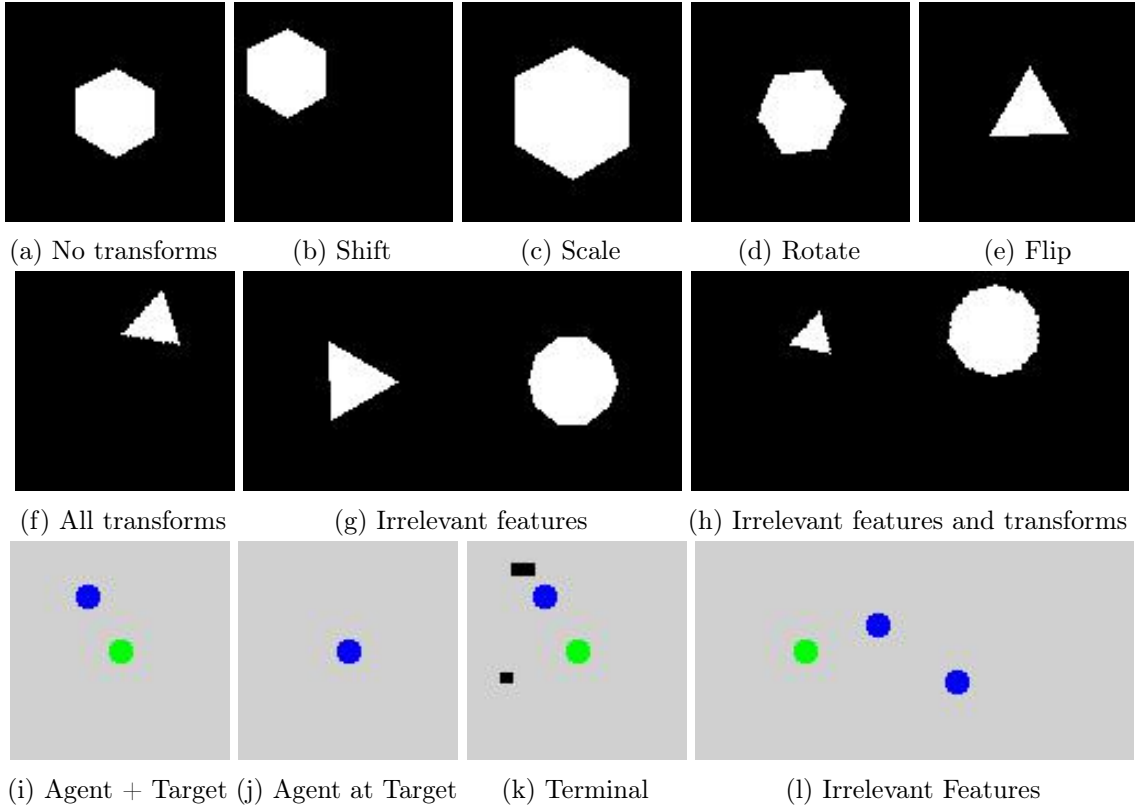 (a) No transforms (b) Shift (c) Scale (d) Rotate (e) Flip
(f) All transforms (g) Irrelevant features (h) Irrelevant features and transforms
(i) Agent + Target (j) Agent at Target (k) Terminal (l) Irrelevant Features